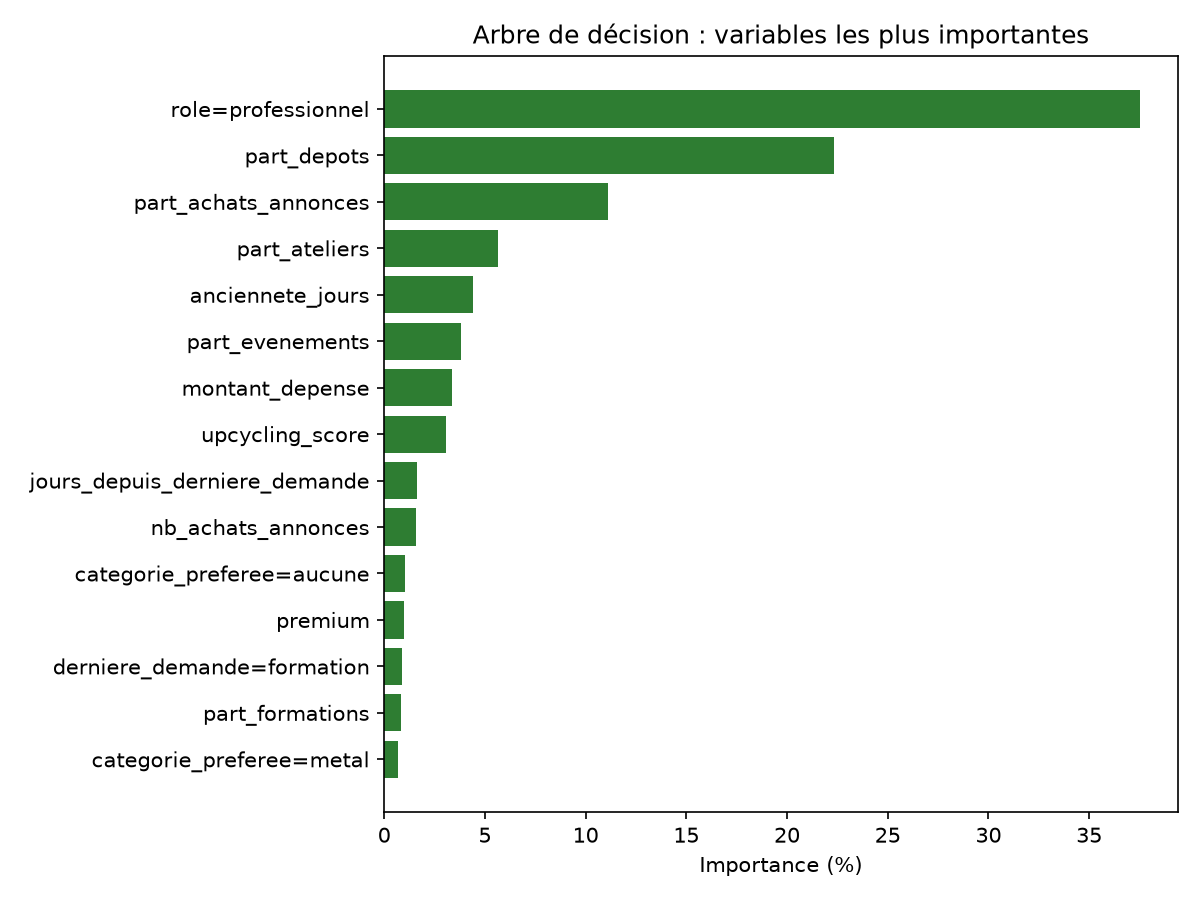 Arbre de décision : variables les plus importantes
role=professionnel
part_depots
part_achats_annonces
part_ateliers
anciennete_jours
part_evenements
montant_depense
upcycling_score
jours_depuis_derniere_demande
nb_achats_annonces
categorie_preferee=aucune
premium
derniere_demande=formation
part_formations
categorie_preferee=metal
0 5 10 15 20 25 30 35
Importance (%)